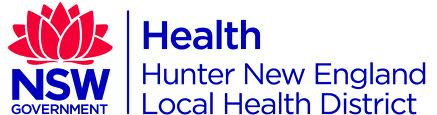 NSW
GOVERNMENT
Health
Hunter New England
Local Health District